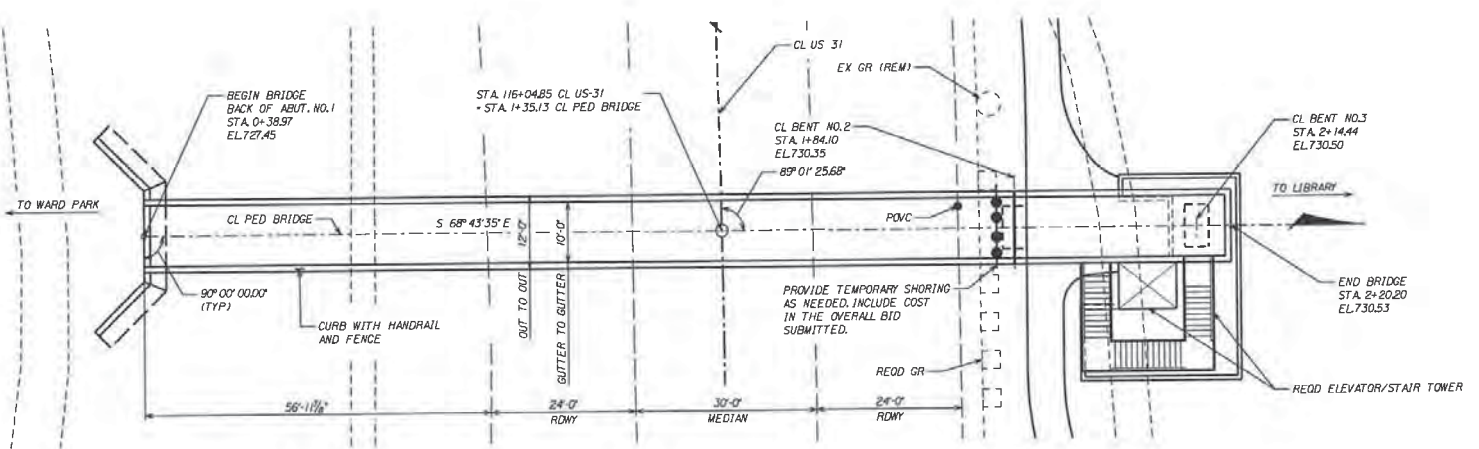 CL US 31
EX GR (REM)
BEGIN BRIDGE
BACK OF ABUT. NO.1
STA. 0+38.97
EL.727.45
STA. 116+04.85 CL US-31
= STA. 1+35.13 CL PED BRIDGE
CL BENT NO.2
STA. 1+84.10
EL.730.35
CL BENT NO.3
STA. 2+14.44
EL.730.50
89° 01' 25.68"
TO WARD PARK
TO LIBRARY
CL PED BRIDGE
S 68° 43' 35" E
OUT TO OUT 12'-0"
GUTTER TO GUTTER 10'-0"
POVC
90° 00' 00.00"
(TYP)
CURB WITH HANDRAIL
AND FENCE
PROVIDE TEMPORARY SHORING
AS NEEDED. INCLUDE COST
IN THE OVERALL BID
SUBMITTED.
END BRIDGE
STA. 2+20.20
EL.730.53
REQD GR
REQD ELEVATOR/STAIR TOWER
56'-11⅞"
24'-0"
RDWY
30'-0"
MEDIAN
24'-0"
RDWY